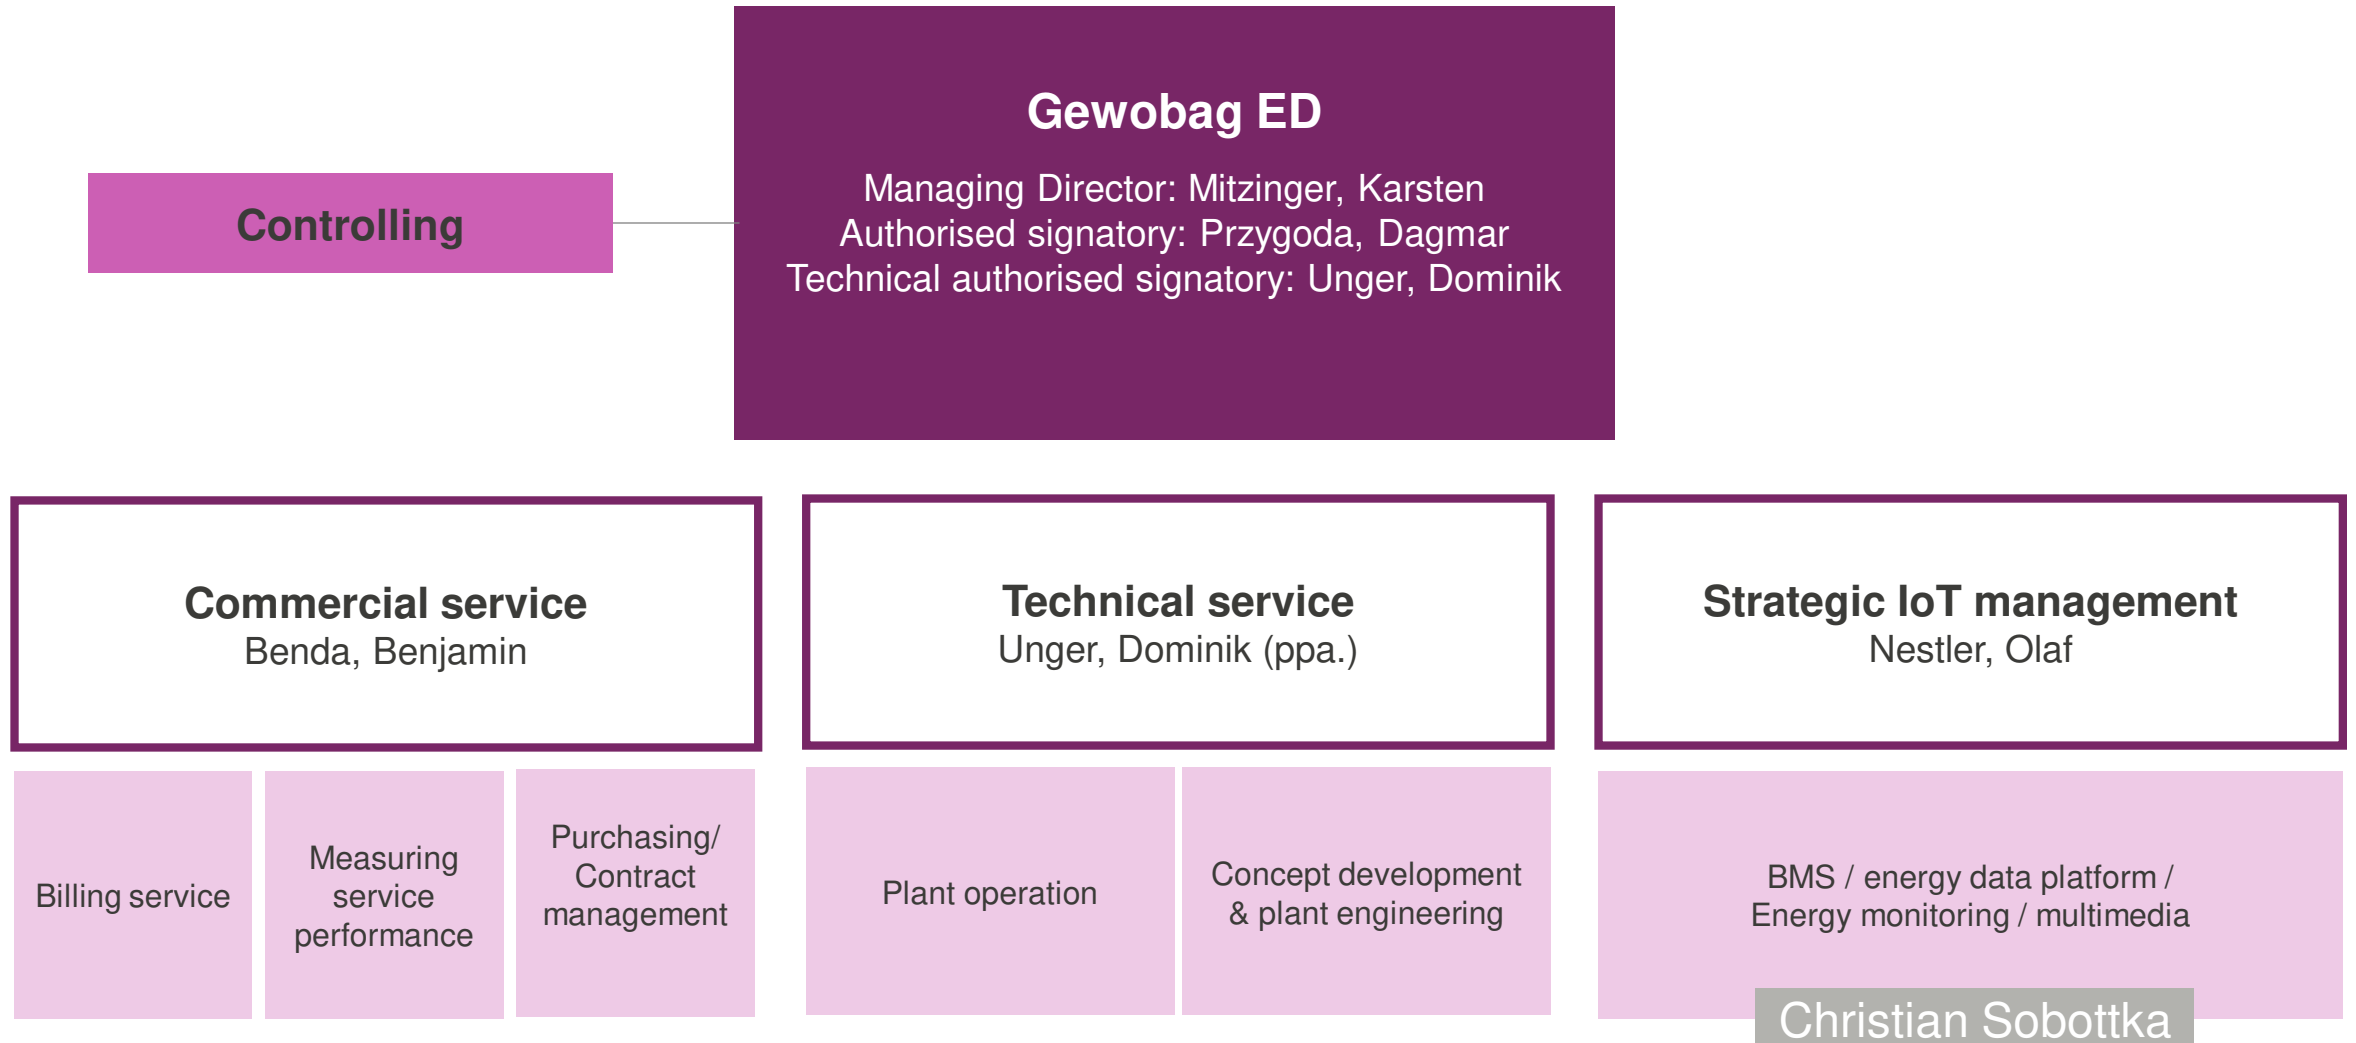 Gewobag ED
Managing Director: Mitzinger, Karsten
Authorised signatory: Przygoda, Dagmar
Technical authorised signatory: Unger, Dominik
Controlling
Commercial service
Benda, Benjamin
Technical service
Unger, Dominik (ppa.)
Strategic IoT management
Nestler, Olaf
Billing service
Measuring
service
performance
Purchasing/
Contract
management
Plant operation
Concept development
& plant engineering
BMS / energy data platform /
Energy monitoring / multimedia
Christian Sobottka